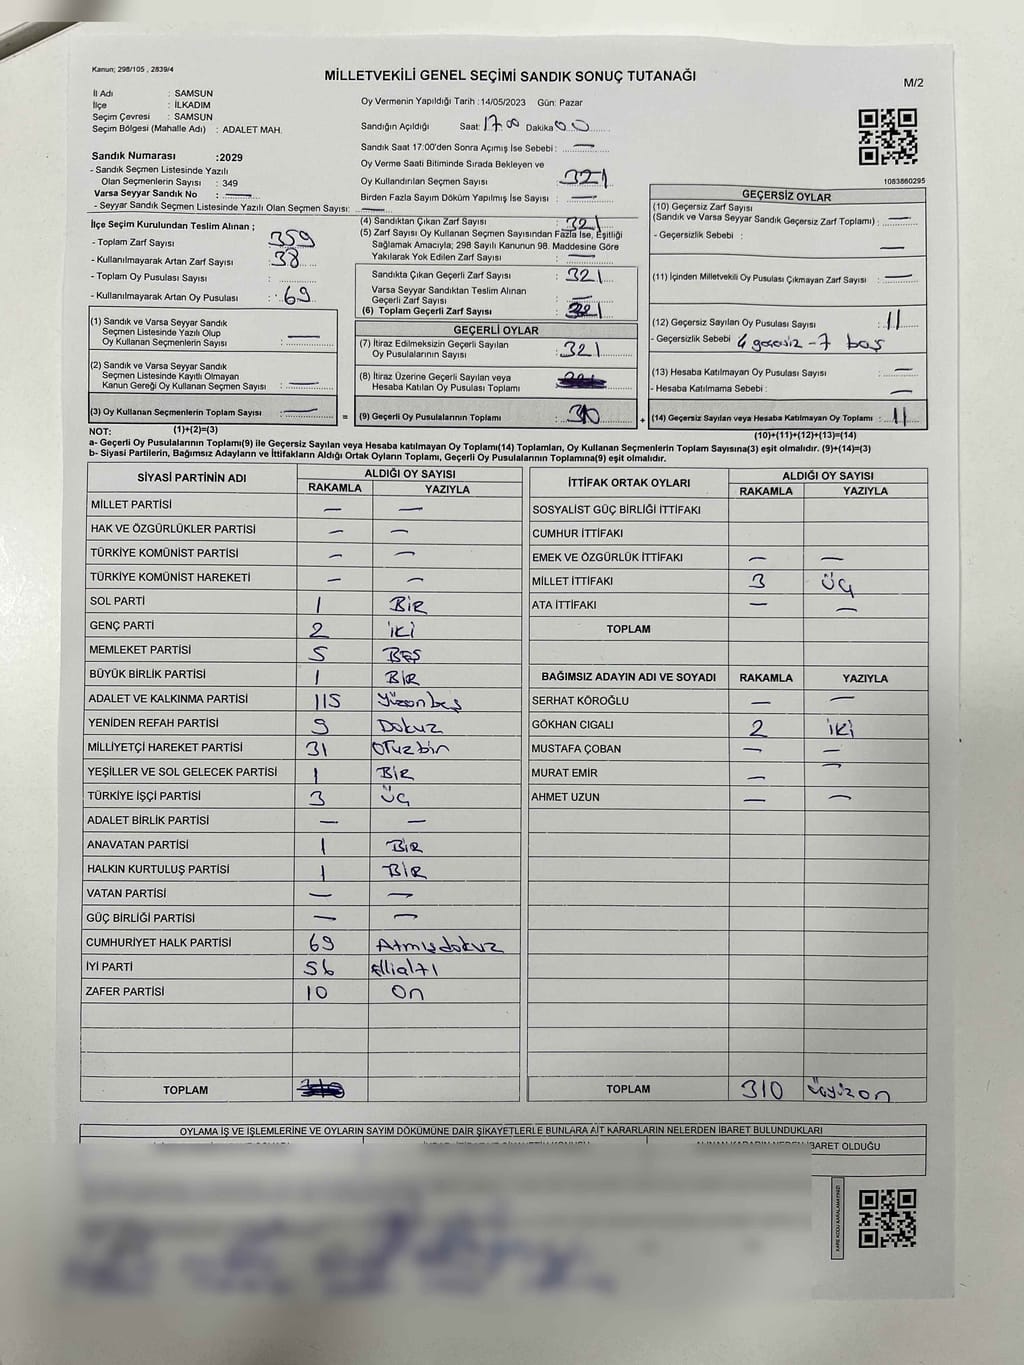 Kanun; 298/105 , 2839/4
MİLLETVEKİLİ GENEL SEÇİMİ SANDIK SONUÇ TUTANAĞI
M/2
İl Adı : SAMSUN
İlçe : İLKADIM
Seçim Çevresi : SAMSUN
Seçim Bölgesi (Mahalle Adı) : ADALET MAH.
Oy Vermenin Yapıldığı Tarih : 14/05/2023 Gün: Pazar
Sandığın Açıldığı Saat: 17.00 Dakika 00
Sandık Saat 17:00'den Sonra Açımış İse Sebebi : —
Oy Verme Saati Bitiminde Sırada Bekleyen ve
Oy Kullandırılan Seçmen Sayısı : 321
Birden Fazla Sayım Döküm Yapılmış İse Sayısı : —
Sandık Numarası :2029
- Sandık Seçmen Listesinde Yazılı
Olan Seçmenlerin Sayısı : 349
Varsa Seyyar Sandık No : —
- Seyyar Sandık Seçmen Listesinde Yazılı Olan Seçmen Sayısı: —
1083860295
İlçe Seçim Kurulundan Teslim Alınan ;
- Toplam Zarf Sayısı : 359
- Kullanılmayarak Artan Zarf Sayısı : 38
- Toplam Oy Pusulası Sayısı :
- Kullanılmayarak Artan Oy Pusulası : 69
(1) Sandık ve Varsa Seyyar Sandık
Seçmen Listesinde Yazılı Olup
Oy Kullanan Seçmenlerin Sayısı : —
(2) Sandık ve Varsa Seyyar Sandık
Seçmen Listesinde Kayıtlı Olmayan
Kanun Gereği Oy Kullanan Seçmen Sayısı : —
(3) Oy Kullanan Seçmenlerin Toplam Sayısı : —
(1)+(2)=(3)
(4) Sandıktan Çıkan Zarf Sayısı : 321
(5) Zarf Sayısı Oy Kullanan Seçmen Sayısından Fazla İse, Eşitliği
Sağlamak Amacıyla; 298 Sayılı Kanunun 98. Maddesine Göre
Yakılarak Yok Edilen Zarf Sayısı : —
Sandıkta Çıkan Geçerli Zarf Sayısı : 321
Varsa Seyyar Sandıktan Teslim Alınan
Geçerli Zarf Sayısı : —
(6) Toplam Geçerli Zarf Sayısı : 321
GEÇERLİ OYLAR
(7) İtiraz Edilmeksizin Geçerli Sayılan
Oy Pusulalarının Sayısı : 321
(8) İtiraz Üzerine Geçerli Sayılan veya
Hesaba Katılan Oy Pusulası Toplamı :
= (9) Geçerli Oy Pusulalarının Toplamı : 310 +
GEÇERSİZ OYLAR
(10) Geçersiz Zarf Sayısı
(Sandık ve Varsa Seyyar Sandık Geçersiz Zarf Toplamı) : —
- Geçersizlik Sebebi : —
(11) İçinden Milletvekili Oy Pusulası Çıkmayan Zarf Sayısı : —
(12) Geçersiz Sayılan Oy Pusulası Sayısı : 11
- Geçersizlik Sebebi 4 geçersiz - 7 boş
(13) Hesaba Katılmayan Oy Pusulası Sayısı : —
- Hesaba Katılmama Sebebi : —
(14) Geçersiz Sayılan veya Hesaba Katılmayan Oy Toplamı : 11
(10)+(11)+(12)+(13)=(14)
NOT:
a- Geçerli Oy Pusulalarının Toplamı(9) ile Geçersiz Sayılan veya Hesaba katılmayan Oy Toplamı(14) Toplamları, Oy Kullanan Seçmenlerin Toplam Sayısına(3) eşit olmalıdır. (9)+(14)=(3)
b- Siyasi Partilerin, Bağımsız Adayların ve İttifakların Aldığı Ortak Oyların Toplamı, Geçerli Oy Pusulalarının Toplamına(9) eşit olmalıdır.
SİYASİ PARTİNİN ADI ALDIĞI OY SAYISI
RAKAMLA YAZIYLA
MİLLET PARTİSİ — —
HAK VE ÖZGÜRLÜKLER PARTİSİ — —
TÜRKİYE KOMÜNİST PARTİSİ — —
TÜRKİYE KOMÜNİST HAREKETİ — —
SOL PARTİ 1 BİR
GENÇ PARTİ 2 İKİ
MEMLEKET PARTİSİ 5 BEŞ
BÜYÜK BİRLİK PARTİSİ 1 BİR
ADALET VE KALKINMA PARTİSİ 115 Yüzonbeş
YENİDEN REFAH PARTİSİ 9 Dokuz
MİLLİYETÇİ HAREKET PARTİSİ 31 OTuzbir
YEŞİLLER VE SOL GELECEK PARTİSİ 1 BİR
TÜRKİYE İŞÇİ PARTİSİ 3 ÜÇ
ADALET BİRLİK PARTİSİ — —
ANAVATAN PARTİSİ 1 BİR
HALKIN KURTULUŞ PARTİSİ 1 BİR
VATAN PARTİSİ — —
GÜÇ BİRLİĞİ PARTİSİ — —
CUMHURİYET HALK PARTİSİ 69 Atmışdokuz
İYİ PARTİ 56 Ellialtı
ZAFER PARTİSİ 10 On
TOPLAM
İTTİFAK ORTAK OYLARI ALDIĞI OY SAYISI
RAKAMLA YAZIYLA
SOSYALİST GÜÇ BİRLİĞİ İTTİFAKI
CUMHUR İTTİFAKI
EMEK VE ÖZGÜRLÜK İTTİFAKI — —
MİLLET İTTİFAKI 3 ÜÇ
ATA İTTİFAKI — —
TOPLAM
BAĞIMSIZ ADAYIN ADI VE SOYADI RAKAMLA YAZIYLA
SERHAT KÖROĞLU — —
GÖKHAN CIGALI 2 İKİ
MUSTAFA ÇOBAN — —
MURAT EMİR — —
AHMET UZUN — —
TOPLAM 310 üçyüzon
OYLAMA İŞ VE İŞLEMLERİNE VE OYLARIN SAYIM DÖKÜMÜNE DAİR ŞİKAYETLERLE BUNLARA AİT KARARLARIN NELERDEN İBARET BULUNDUKLARI
İBARET OLDUĞU
KARE KODU KARALAMAYINIZ!